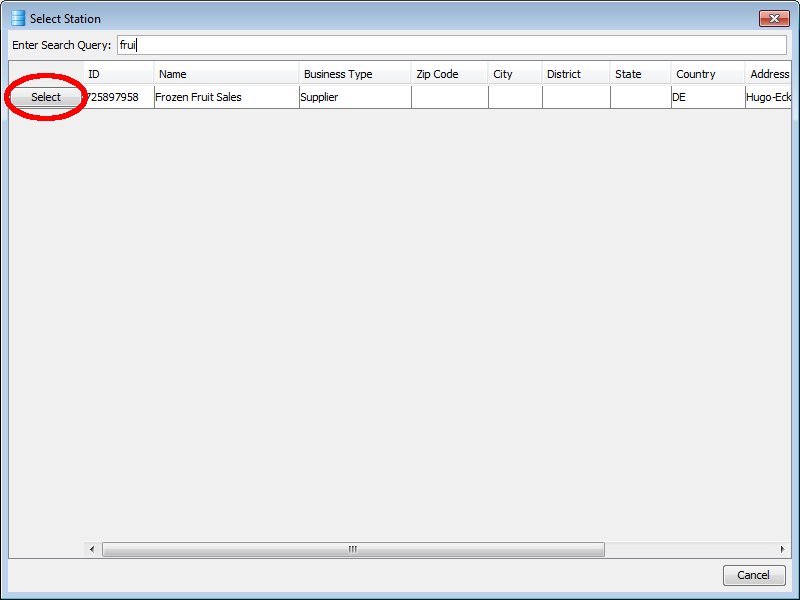 Select Station
Enter Search Query: frui
ID Name Business Type Zip Code City District State Country Address
Select 725897958 Frozen Fruit Sales Supplier DE Hugo-Eck
Cancel